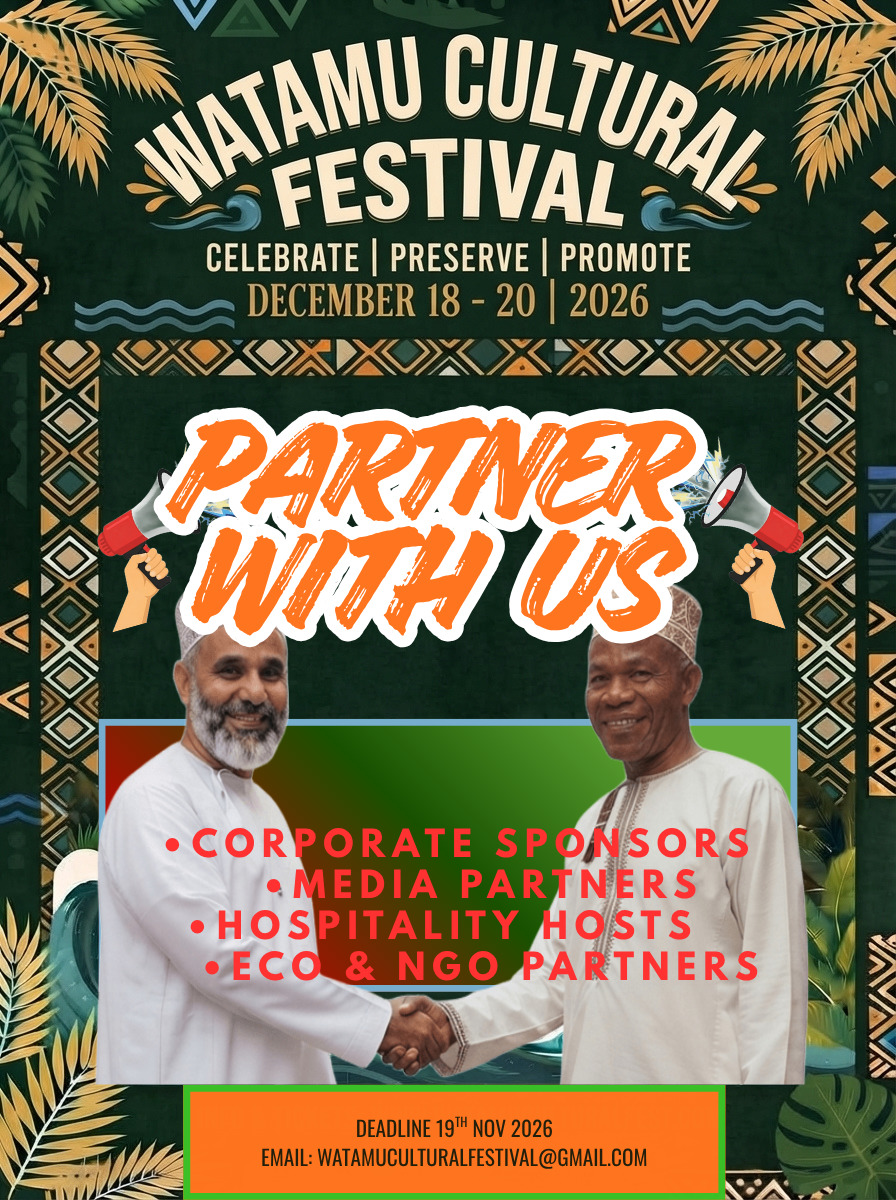 WATAMU CULTURAL
FESTIVAL
CELEBRATE | PRESERVE | PROMOTE
DECEMBER 18 - 20 | 2026
PARTNER
WITH US
• CORPORATE SPONSORS
• MEDIA PARTNERS
• HOSPITALITY HOSTS
• ECO & NGO PARTNERS
DEADLINE 19TH NOV 2026
EMAIL: WATAMUCULTURALFESTIVAL@GMAIL.COM